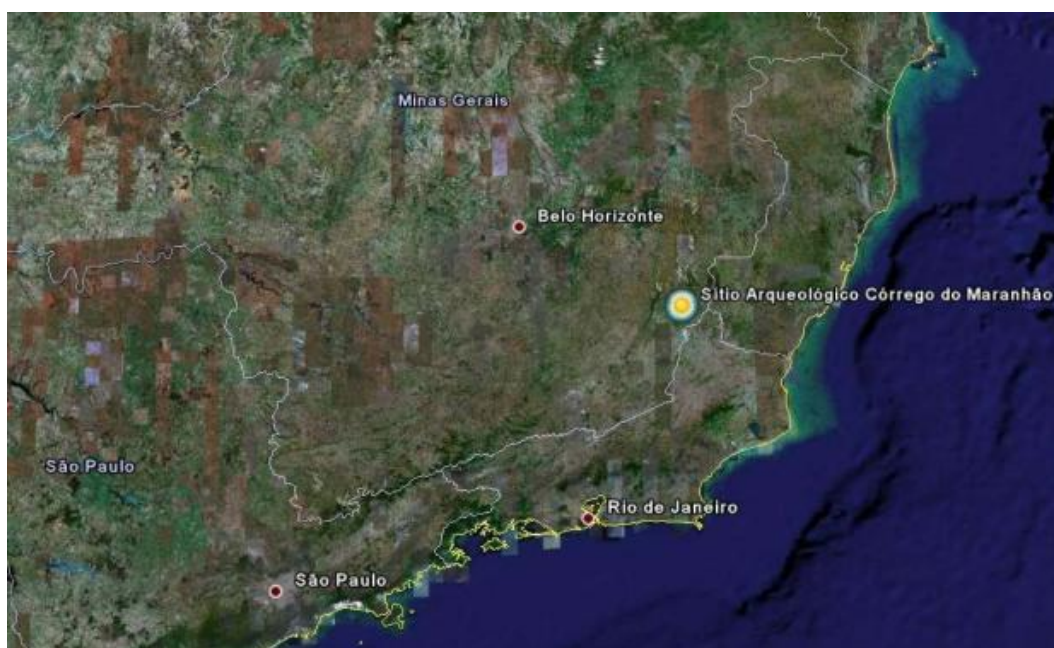 Minas Gerais
Belo Horizonte
Sítio Arqueológico Córrego do Maranhão
São Paulo
Rio de Janeiro
São Paulo